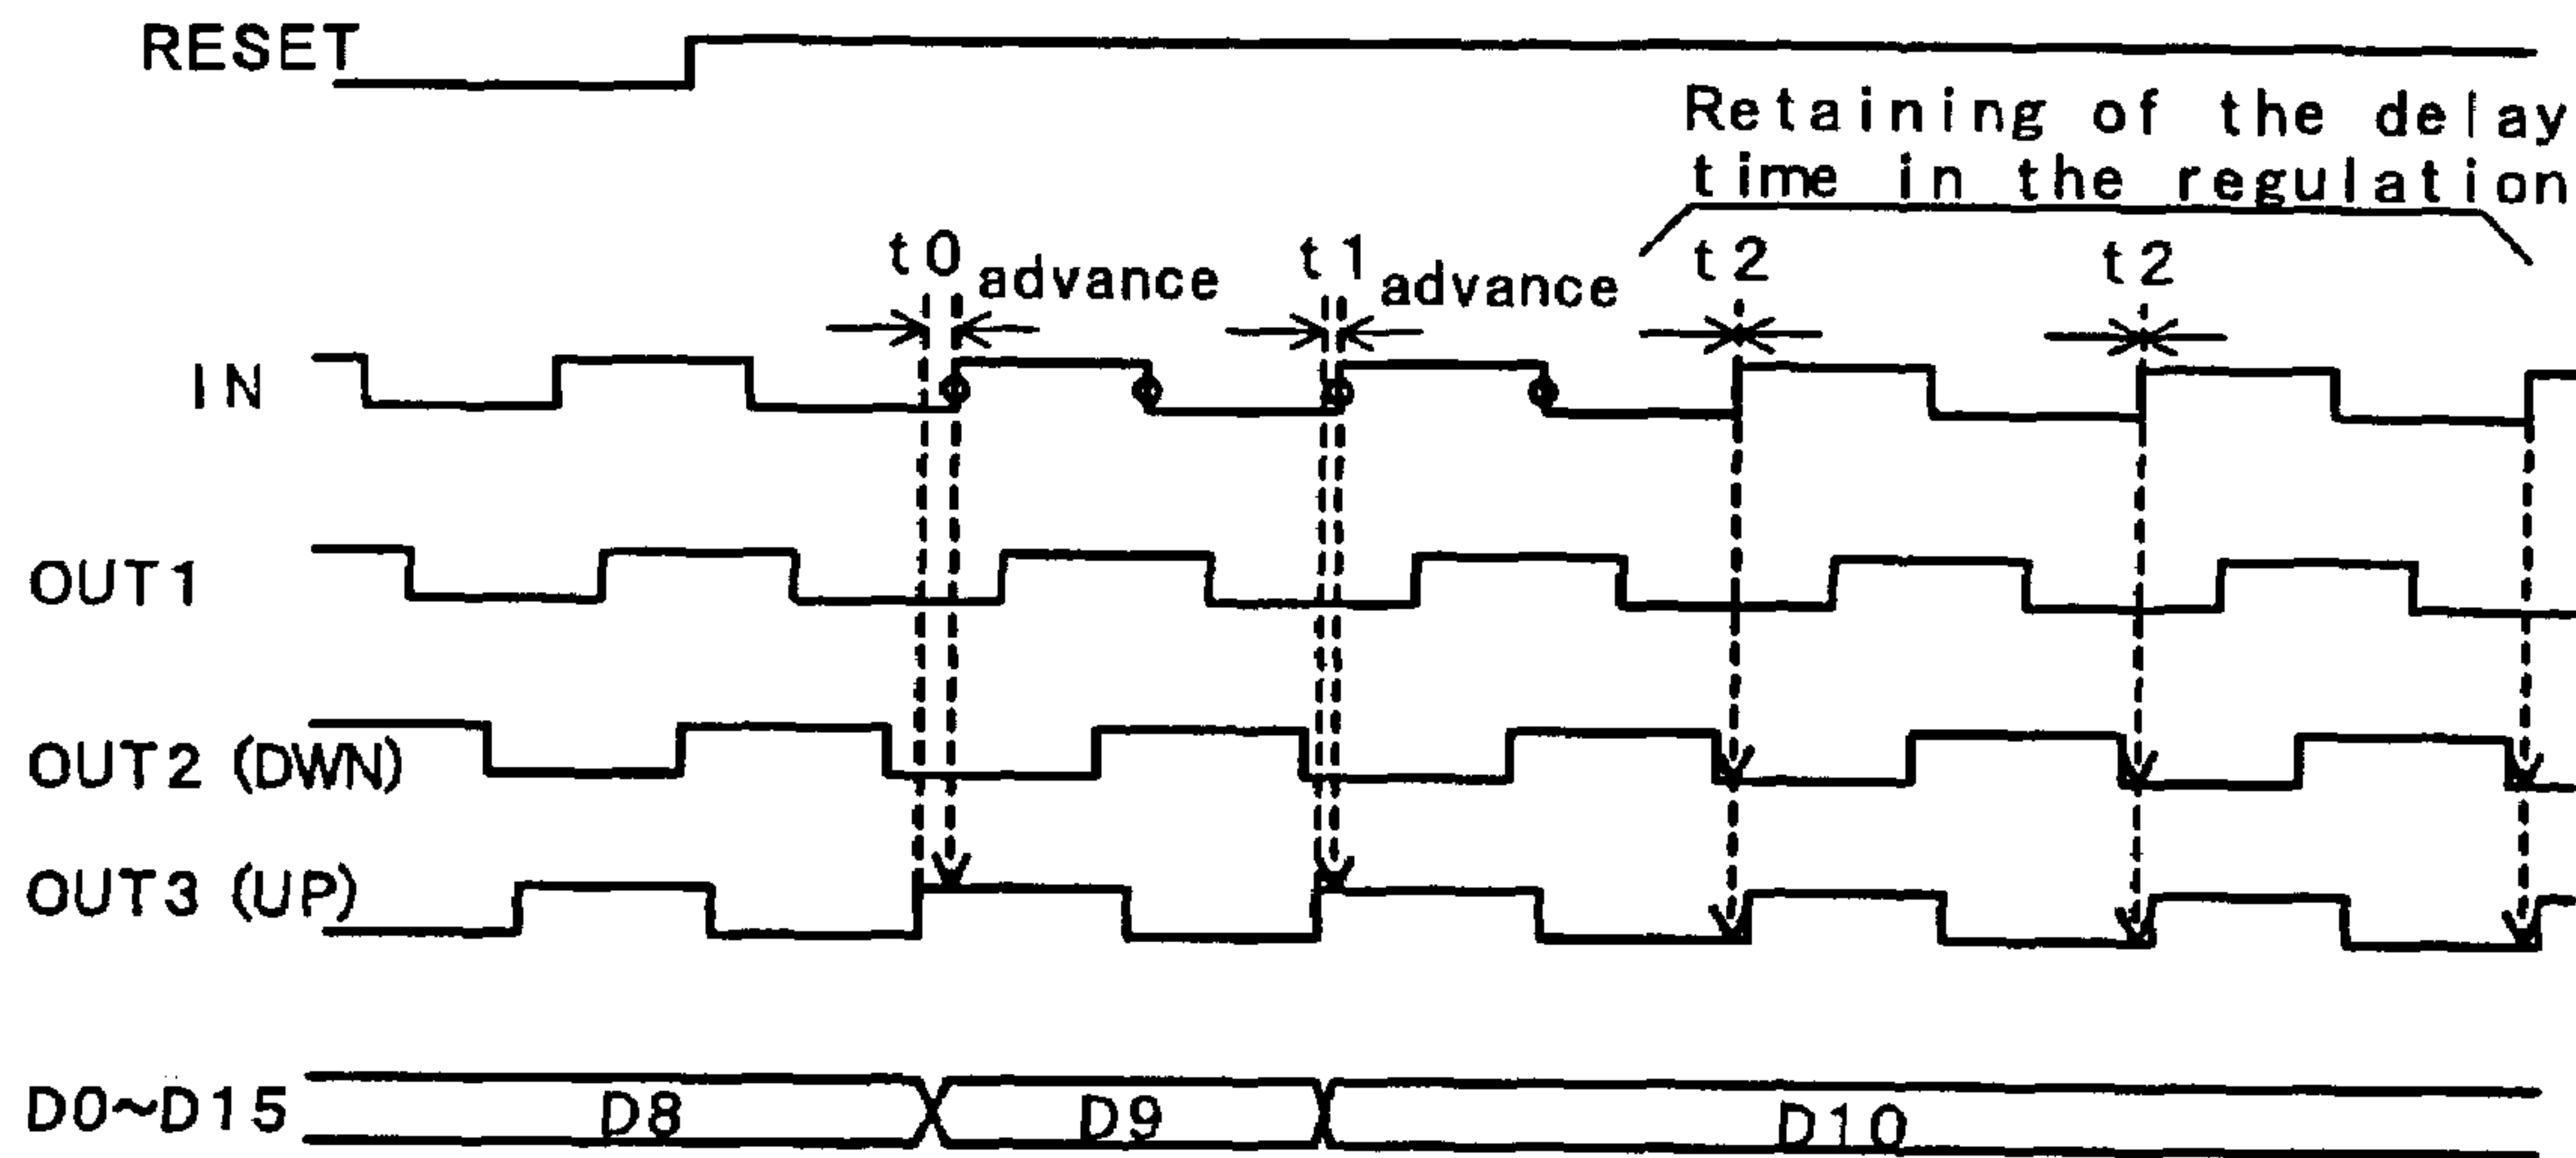 RESET
Retaining of the delay
time in the regulation
t0 advance t1 advance t2 t2
IN
OUT1
OUT2 (DWN)
OUT3 (UP)
D0~D15 D8 D9 D10